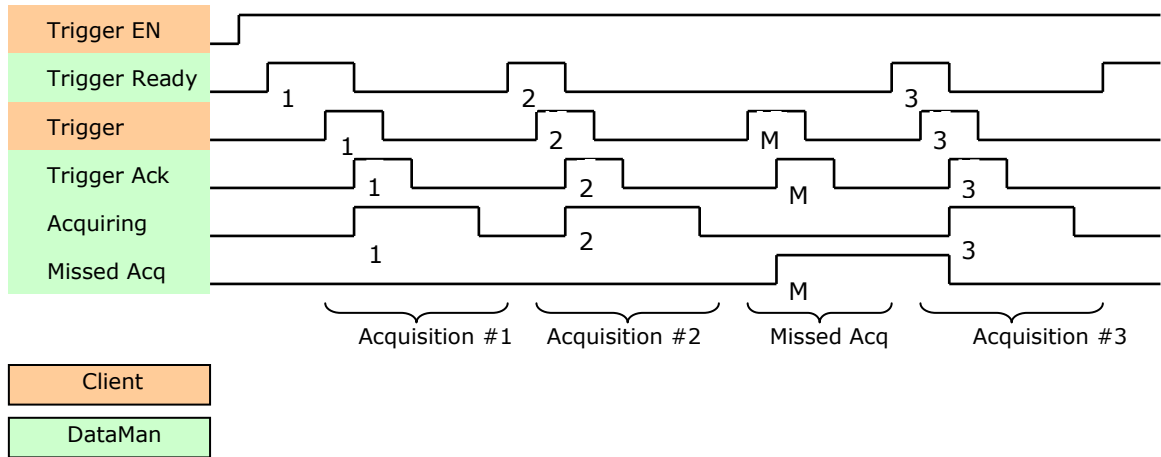 Trigger EN
Trigger Ready
1 2 3
Trigger
1 2 M 3
Trigger Ack
1 2 M 3
Acquiring
1 2 3
Missed Acq
M
Acquisition #1 Acquisition #2 Missed Acq Acquisition #3
Client
DataMan